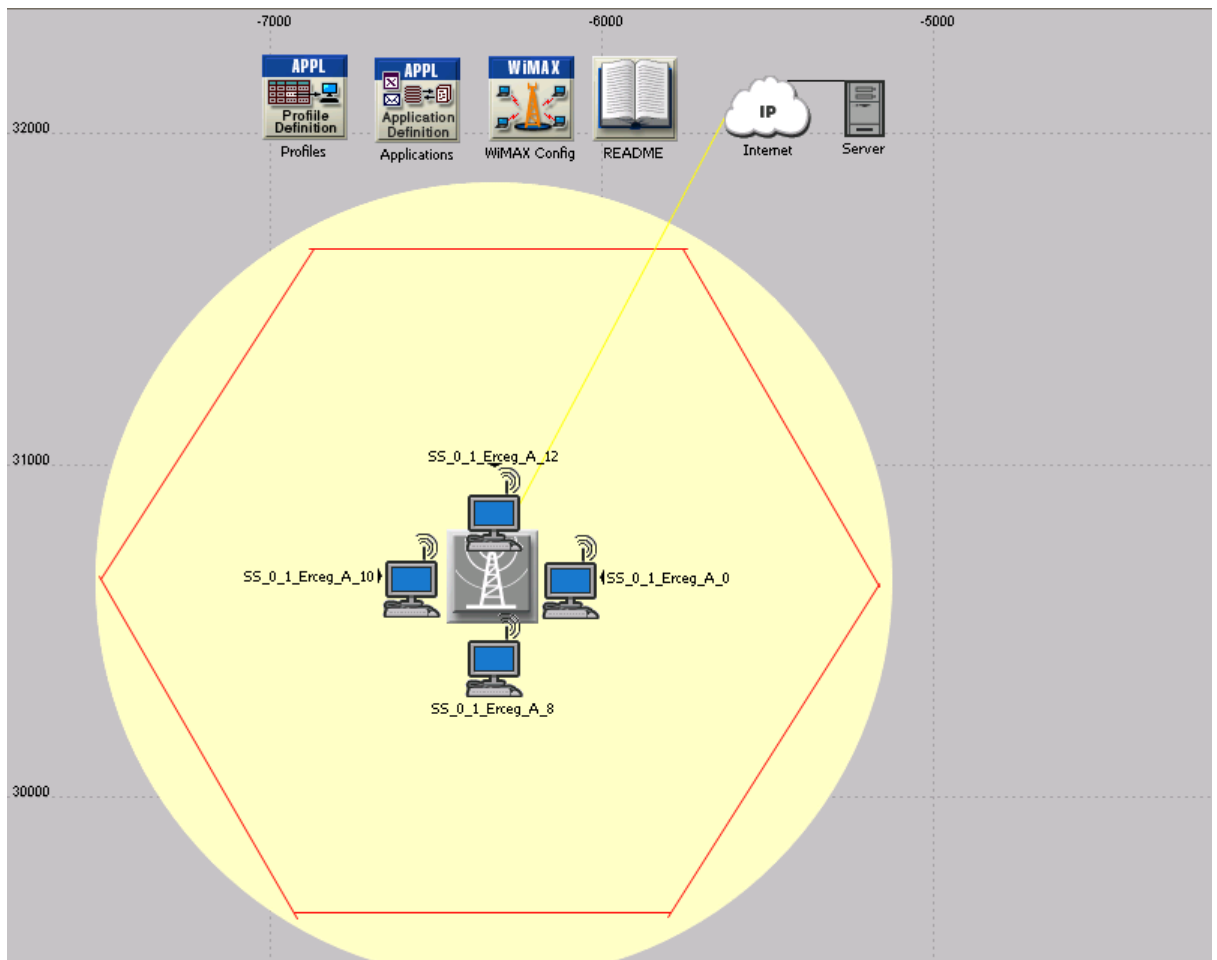 -7000
-6000
-5000
APPL
Profiile
Definition
Profiles
APPL
Application
Definition
Applications
WiMAX
WiMAX Config
README
IP
Internet
Server
32000
31000
SS_0_1_Erceg_A_12
SS_0_1_Erceg_A_10
SS_0_1_Erceg_A_0
SS_0_1_Erceg_A_8
30000